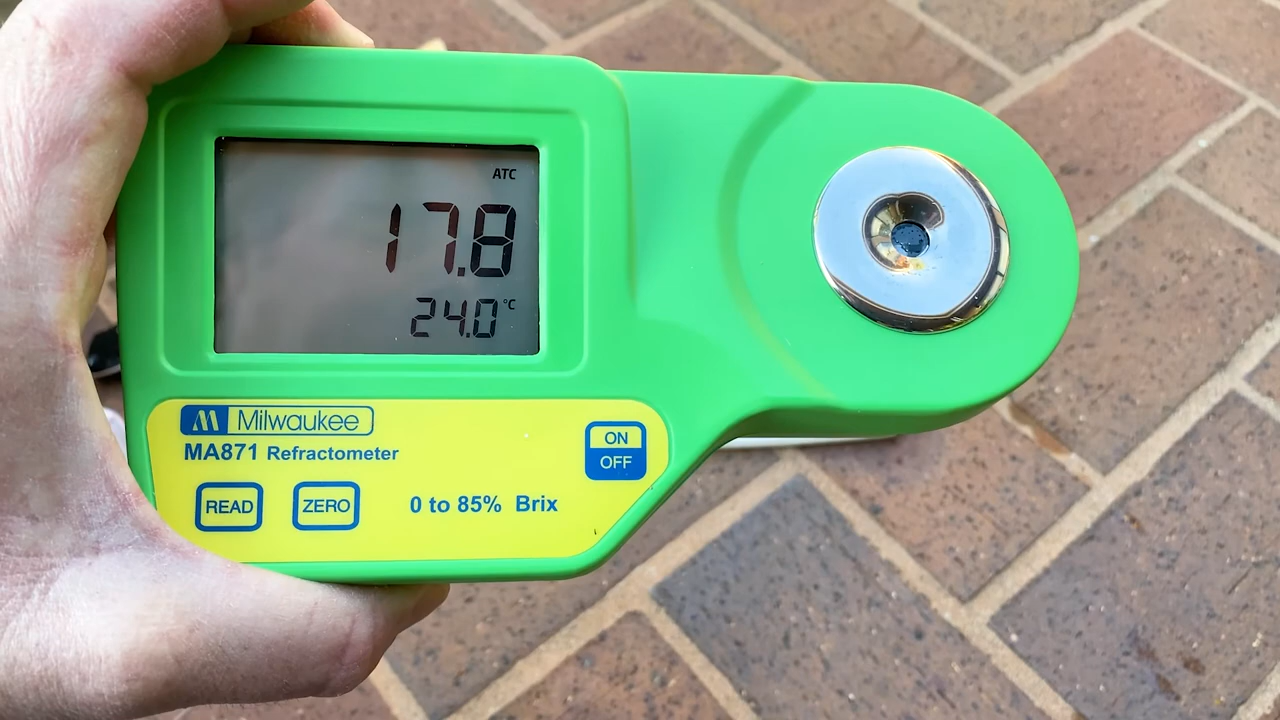 ATC
17.8
24.0 °C
Milwaukee
MA871 Refractometer
ON
OFF
READ
ZERO
0 to 85% Brix